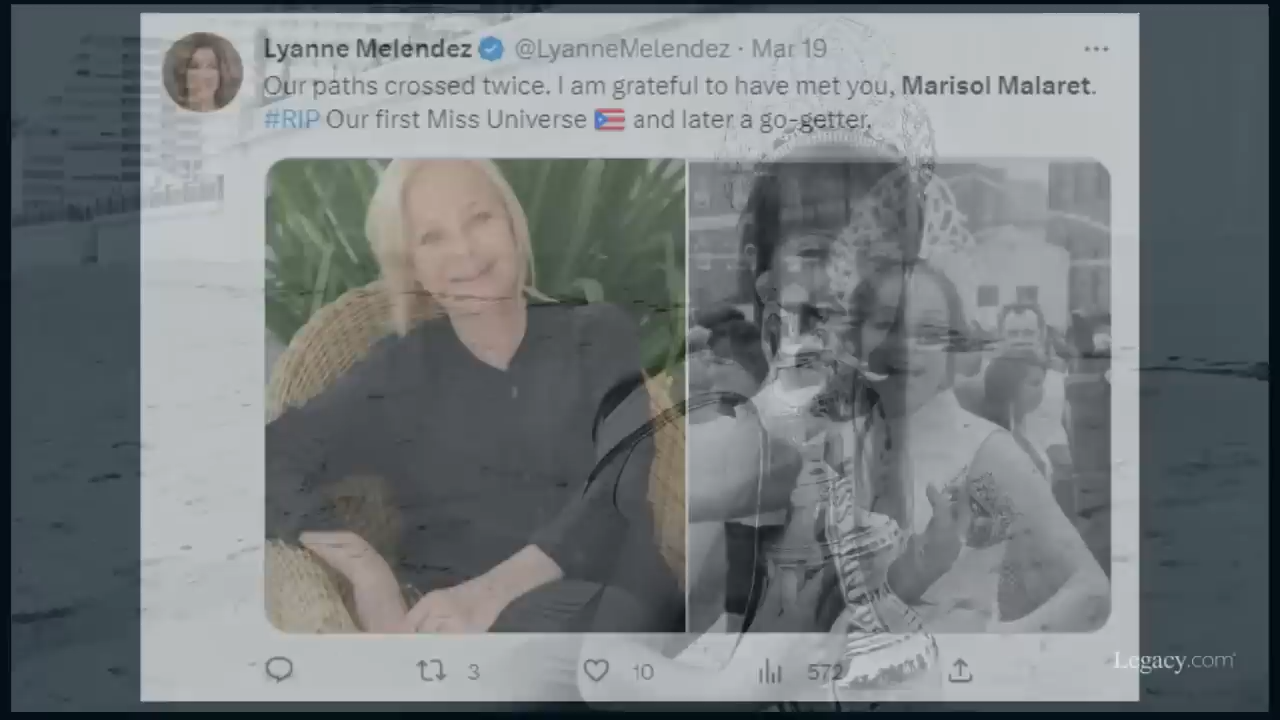 Lyanne Melendez @LyanneMelendez · Mar 19
Our paths crossed twice. I am grateful to have met you, Marisol Malaret.
#RIP Our first Miss Universe 🇵🇷 and later a go-getter.
3 10 572
Legacy.com